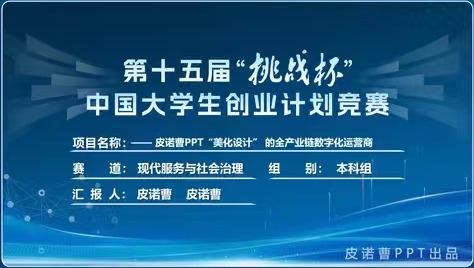 第十五届“挑战杯”
中国大学生创业计划竞赛
项目名称：—— 皮诺曹PPT“美化设计” 的全产业链数字化运营商
赛 道：现代服务与社会治理 组 别：本科组
汇 报 人：皮诺曹 皮诺曹
皮诺曹PPT出品